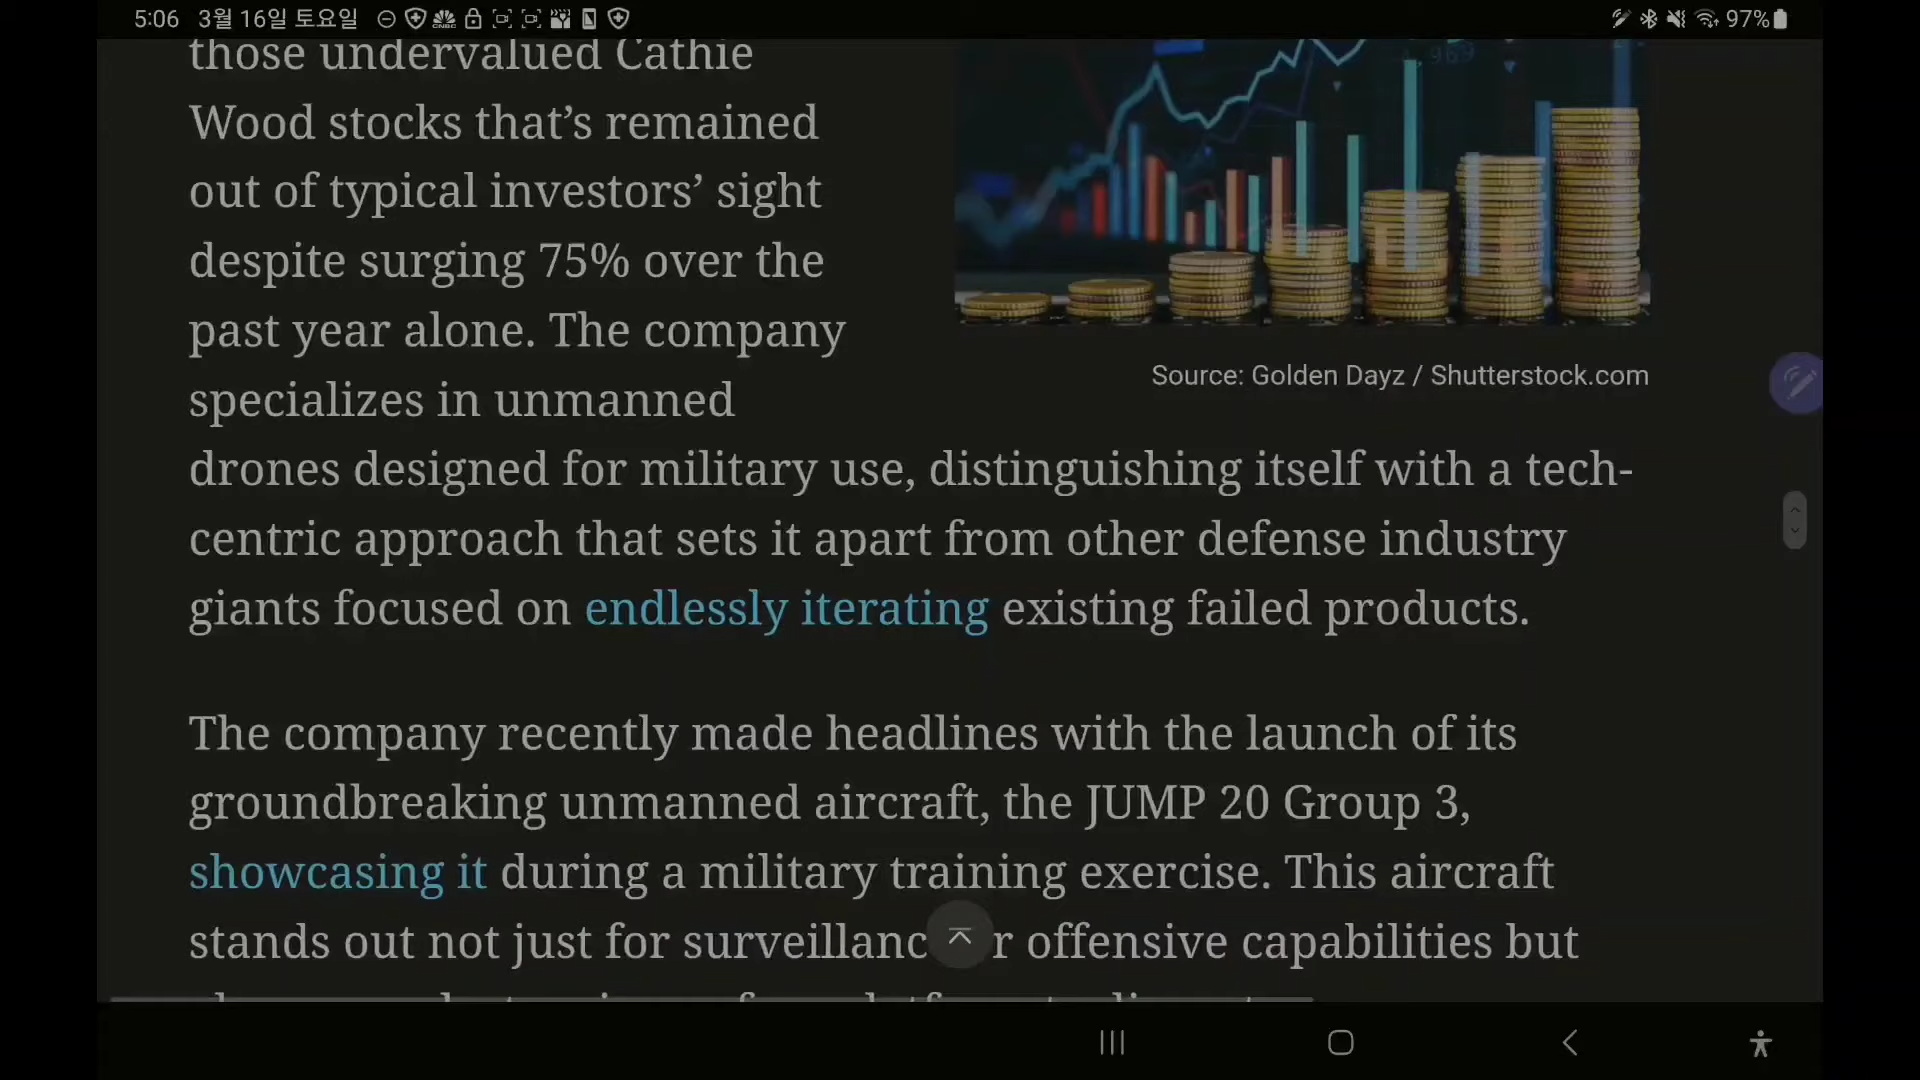 5:06 3월 16일 토요일
97%
those undervalued Cathie
Wood stocks that’s remained
out of typical investors’ sight
despite surging 75% over the
past year alone. The company
specializes in unmanned
Source: Golden Dayz / Shutterstock.com
drones designed for military use, distinguishing itself with a tech-
centric approach that sets it apart from other defense industry
giants focused on endlessly iterating existing failed products.
The company recently made headlines with the launch of its
groundbreaking unmanned aircraft, the JUMP 20 Group 3,
showcasing it during a military training exercise. This aircraft
stands out not just for surveillanc r offensive capabilities but